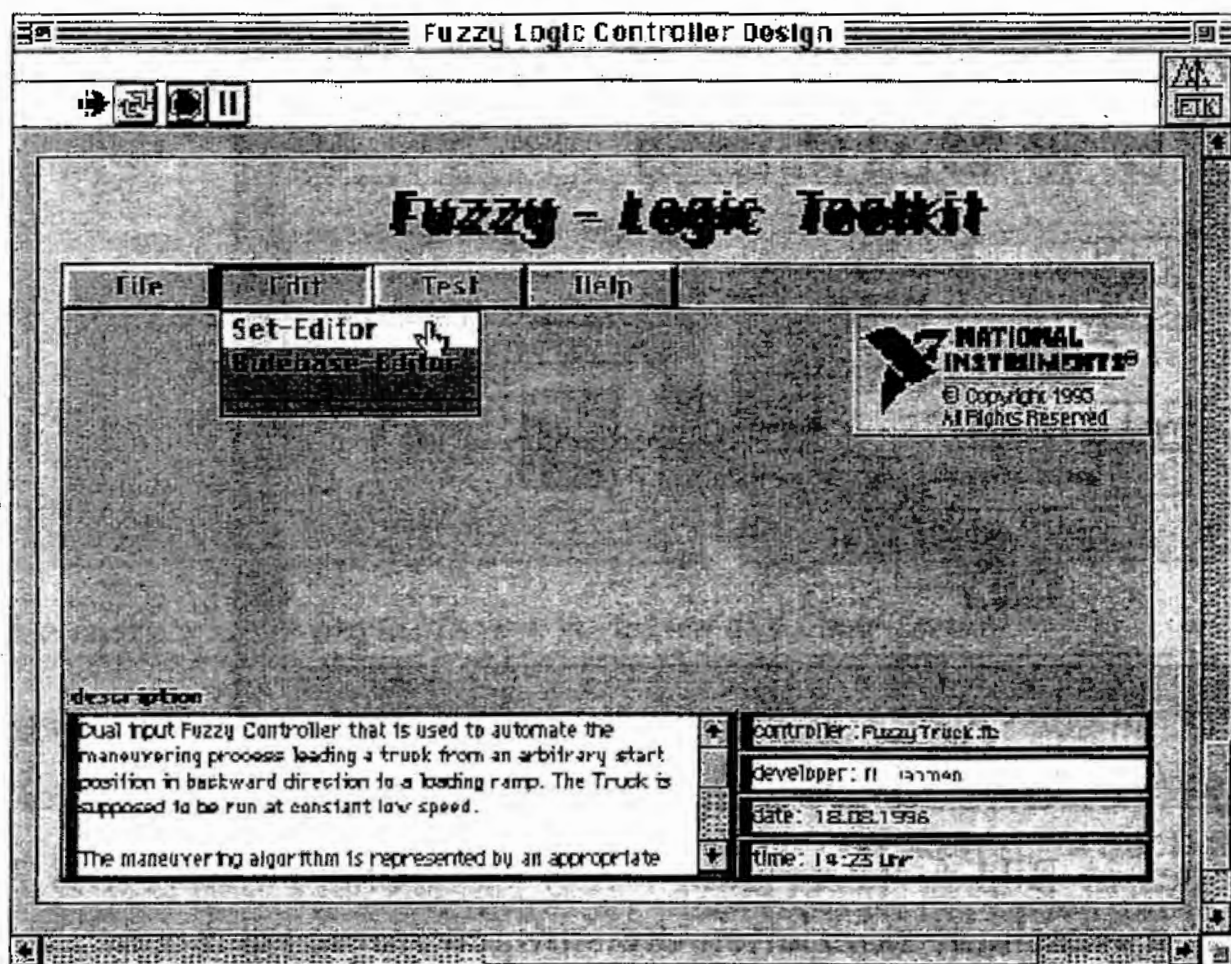 Fuzzy Logic Controller Design
FTK
Fuzzy - Logic Toolkit
File Edit Test Help
Set-Editor
Rulebase-Editor
NATIONAL
INSTRUMENTS®
© Copyright 1995
All Rights Reserved
description
Dual input Fuzzy Controller that is used to automate the
maneuvering process leading a truck from an arbitrary start
position in backward direction to a loading ramp. The Truck is
supposed to be run at constant low speed.
The maneuvering algorithm is represented by an appropriate
controller: FuzzyTruck.fc
developer:
date: 18.08.1996
time: 14:25 Uhr